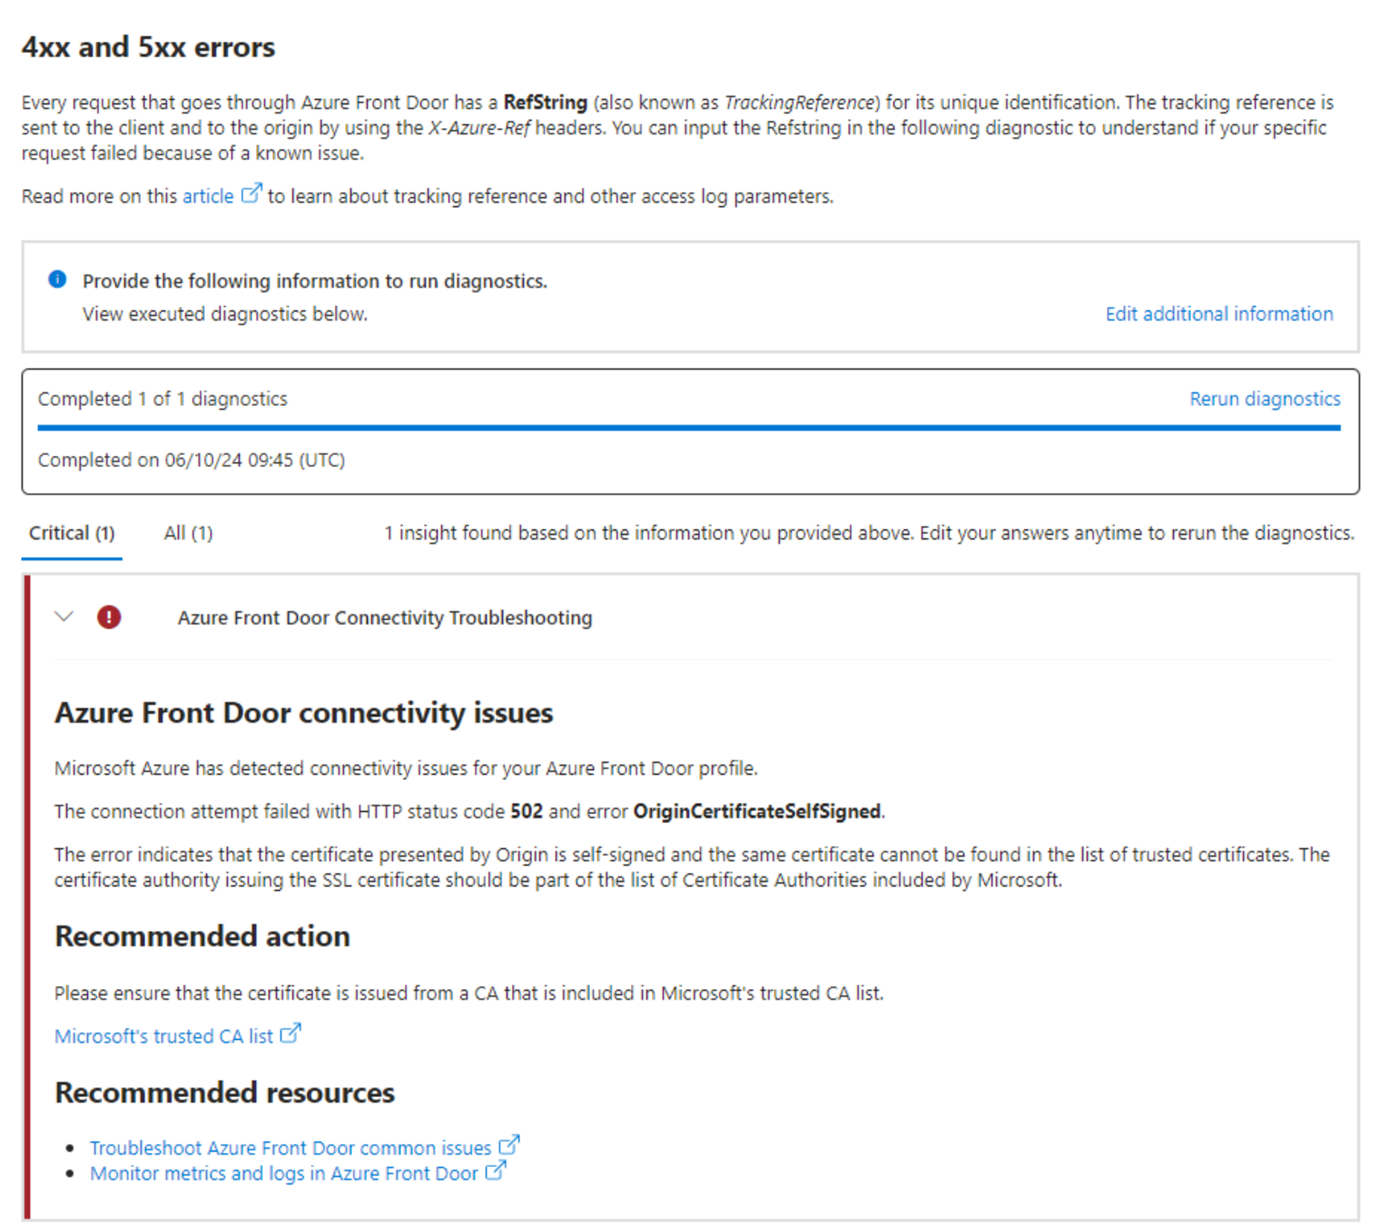 4xx and 5xx errors
Every request that goes through Azure Front Door has a RefString (also known as TrackingReference) for its unique identification. The tracking reference is
sent to the client and to the origin by using the X-Azure-Ref headers. You can input the Refstring in the following diagnostic to understand if your specific
request failed because of a known issue.
Read more on this article to learn about tracking reference and other access log parameters.
Provide the following information to run diagnostics.
View executed diagnostics below.
Edit additional information
Completed 1 of 1 diagnostics
Rerun diagnostics
Completed on 06/10/24 09:45 (UTC)
Critical (1)
All (1)
1 insight found based on the information you provided above. Edit your answers anytime to rerun the diagnostics.
Azure Front Door Connectivity Troubleshooting
Azure Front Door connectivity issues
Microsoft Azure has detected connectivity issues for your Azure Front Door profile.
The connection attempt failed with HTTP status code 502 and error OriginCertificateSelfSigned.
The error indicates that the certificate presented by Origin is self-signed and the same certificate cannot be found in the list of trusted certificates. The
certificate authority issuing the SSL certificate should be part of the list of Certificate Authorities included by Microsoft.
Recommended action
Please ensure that the certificate is issued from a CA that is included in Microsoft's trusted CA list.
Microsoft's trusted CA list
Recommended resources
• Troubleshoot Azure Front Door common issues
• Monitor metrics and logs in Azure Front Door